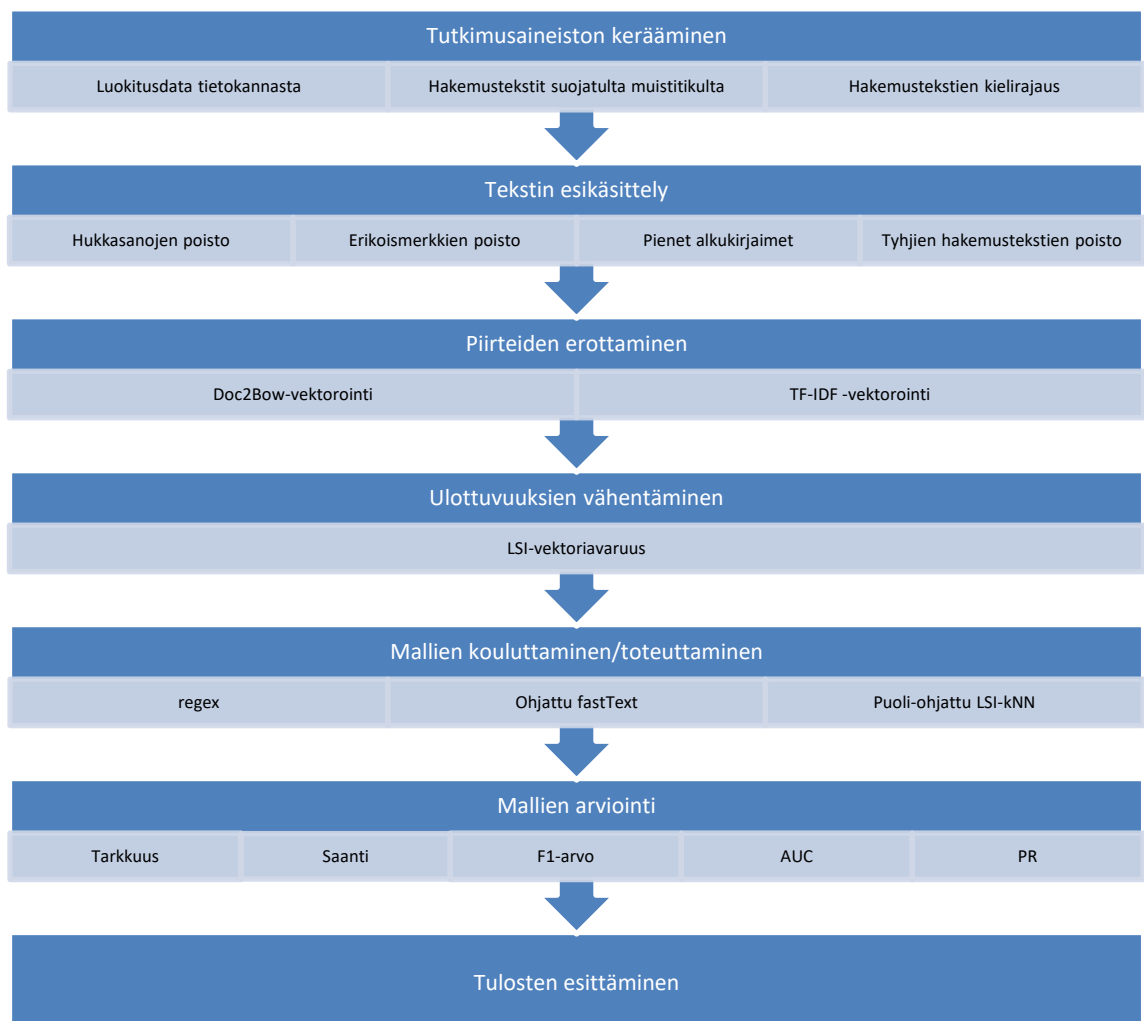 Tutkimusaineiston kerääminen
Luokitusdata tietokannasta
Hakemustekstit suojatulta muistitikulta
Hakemustekstien kielirajaus
Tekstin esikäsittely
Hukkasanojen poisto
Erikoismerkkien poisto
Pienet alkukirjaimet
Tyhjien hakemustekstien poisto
Piirteiden erottaminen
Doc2Bow-vektorointi
TF-IDF -vektorointi
Ulottuvuuksien vähentäminen
LSI-vektoriavaruus
Mallien kouluttaminen/toteuttaminen
regex
Ohjattu fastText
Puoli-ohjattu LSI-kNN
Mallien arviointi
Tarkkuus
Saanti
F1-arvo
AUC
PR
Tulosten esittäminen